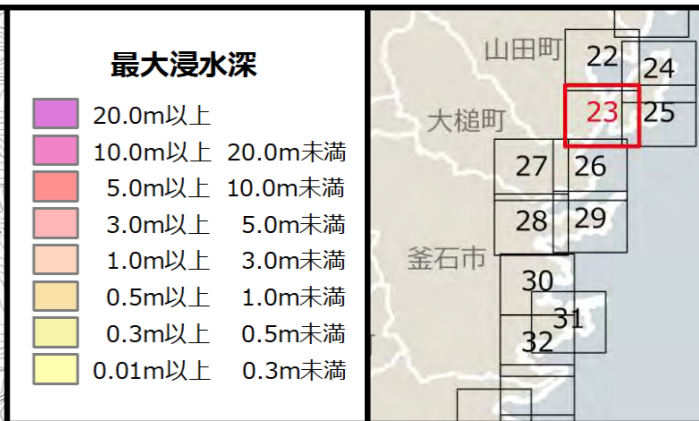 最大浸水深
20.0m以上
10.0m以上 20.0m未満
5.0m以上 10.0m未満
3.0m以上 5.0m未満
1.0m以上 3.0m未満
0.5m以上 1.0m未満
0.3m以上 0.5m未満
0.01m以上 0.3m未満
山田町
22
24
大槌町
23
25
27
26
28
29
釜石市
30
31
32